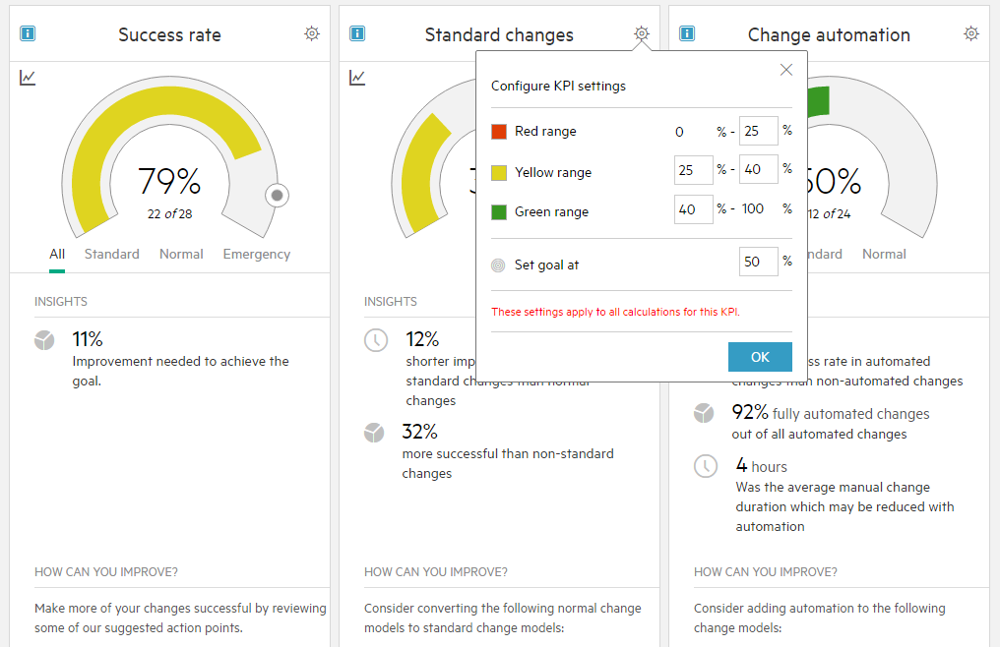 Success rate
79%
22 of 28
All Standard Normal Emergency
INSIGHTS
11%
Improvement needed to achieve the
goal.
HOW CAN YOU IMPROVE?
Make more of your changes successful by reviewing
some of our suggested action points.
Standard changes
INSIGHTS
12%
shorter imp
standard changes than normal
changes
32%
more successful than non-standard
changes
HOW CAN YOU IMPROVE?
Consider converting the following normal change
models to standard change models:
Configure KPI settings
Red range 0 % - 25 %
Yellow range 25 % - 40 %
Green range 40 % - 100 %
Set goal at 50 %
These settings apply to all calculations for this KPI.
OK
Change automation
50%
12 of 24
ndard Normal
ss rate in automated
changes than non-automated changes
92% fully automated changes
out of all automated changes
4 hours
Was the average manual change
duration which may be reduced with
automation
HOW CAN YOU IMPROVE?
Consider adding automation to the following
change models: